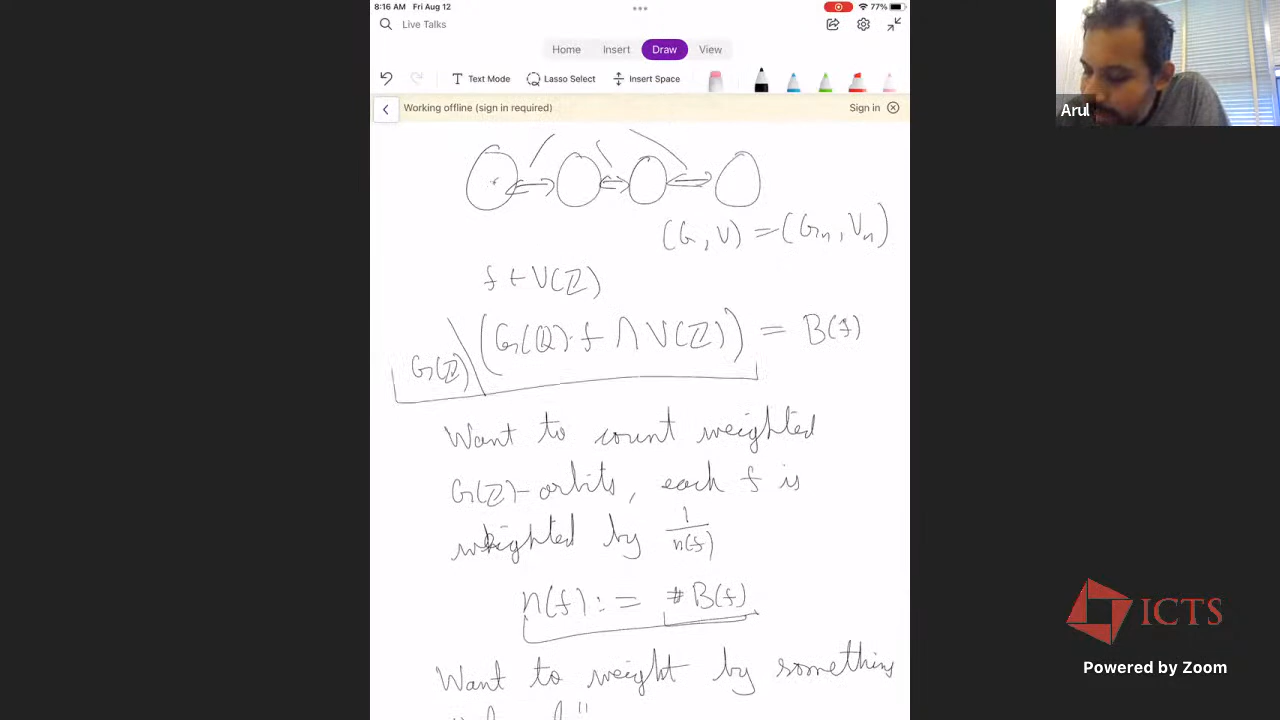 8:16 AM Fri Aug 12
77%
Live Talks
Home Insert Draw View
Text Mode Lasso Select Insert Space
Working offline (sign in required)
Sign in
Arul
(G, V) = (Gn, Vn)
f ∈ V(ℤ)
G(ℤ)\(G(ℚ)·f ∩ V(ℤ)) = B(f)
Want to count weighted
G(ℤ)-orbits, each f is
weighted by 1/n(f)
n(f) := #B(f)
Want to weight by something
ICTS
Powered by Zoom